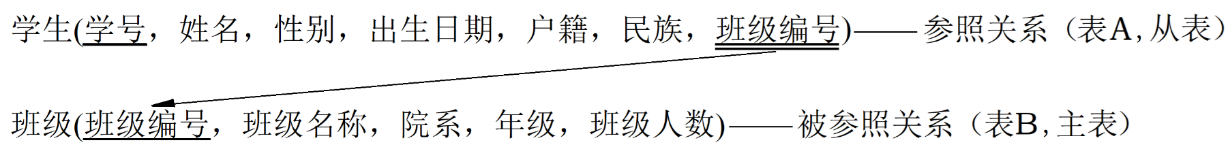 学生(学号，姓名，性别，出生日期，户籍，民族，班级编号)——参照关系（表A,从表）
班级(班级编号，班级名称，院系，年级，班级人数)——被参照关系（表B,主表）